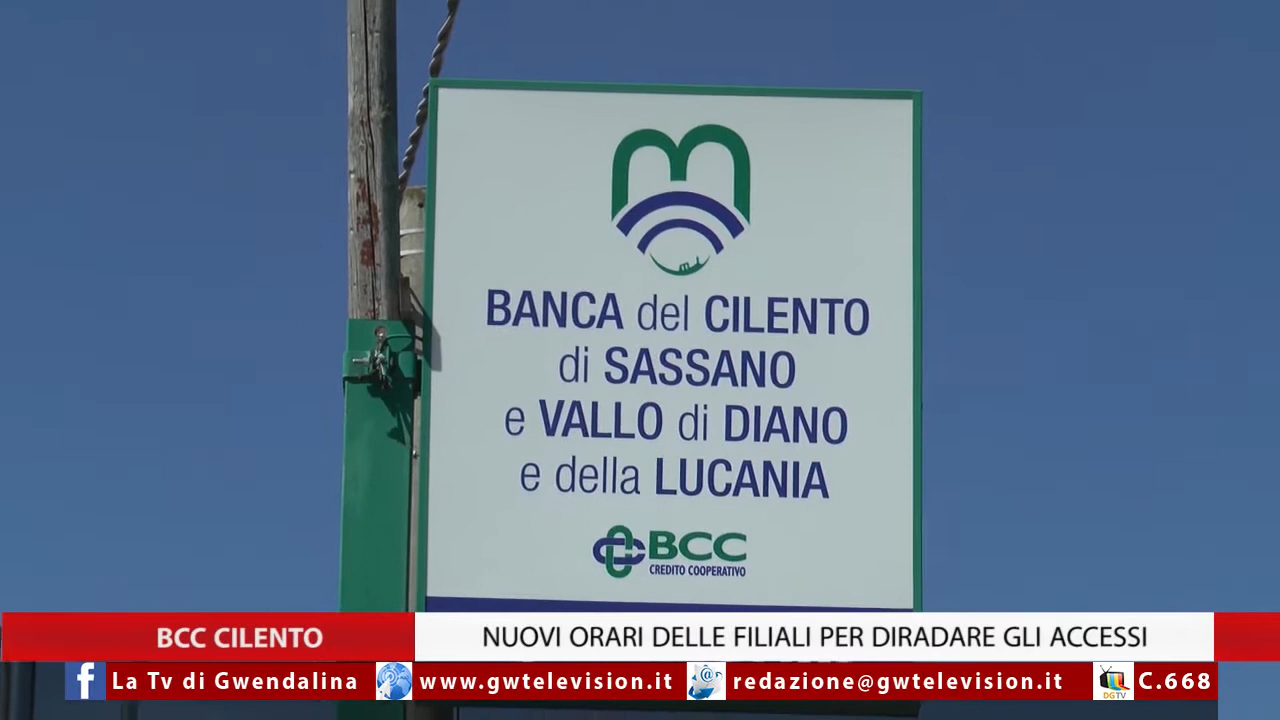 BANCA del CILENTO
di SASSANO
e VALLO di DIANO
e della LUCANIA
BCC
CREDITO COOPERATIVO
BCC CILENTO
NUOVI ORARI DELLE FILIALI PER DIRADARE GLI ACCESSI
La Tv di Gwendalina www.gwtelevision.it redazione@gwtelevision.it DGTV C.668